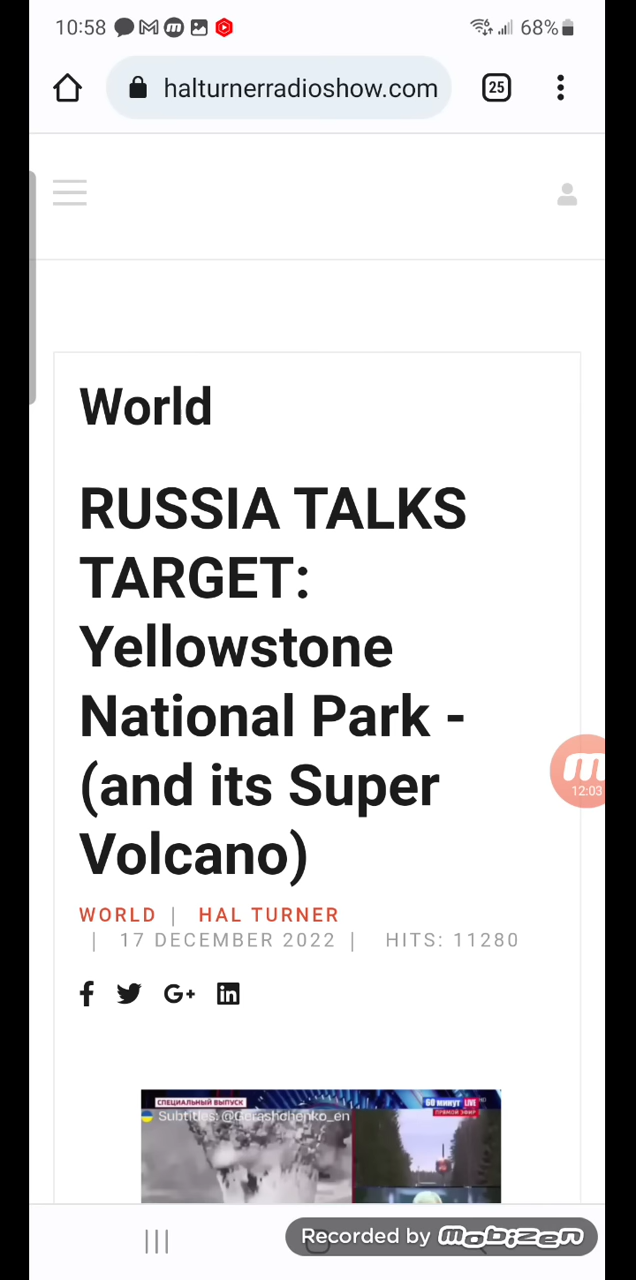 10:58
68%
halturnerradioshow.com
25
World
RUSSIA TALKS
TARGET:
Yellowstone
National Park -
(and its Super
Volcano)
WORLD | HAL TURNER
| 17 DECEMBER 2022 | HITS: 11280
12:03
G+
in
СПЕЦИАЛЬНЫЙ ВЫПУСК
60 МИНУТ LIVE
Subtitles: @Gerashchenko_en
ПРЯМОЙ ЭФИР
Recorded by mobizen